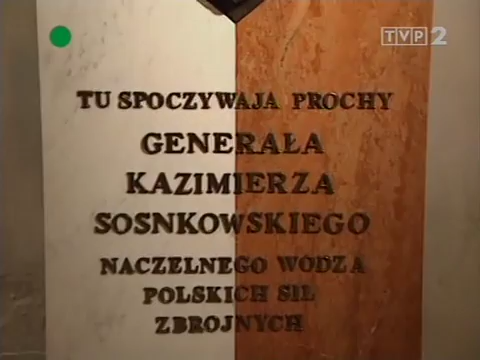 TVP2
TU SPOCZYWAJA PROCHY
GENERAŁA
KAZIMIERZA
SOSNKOWSKIEGO
NACZELNEGO WODZA
POLSKICH SIŁ
ZBROJNYCH